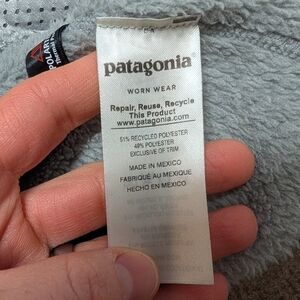 patagonia
WORN WEAR
Repair, Reuse, Recycle
This Product
www.patagonia.com
51% RECYCLED POLYESTER
49% POLYESTER
EXCLUSIVE OF TRIM
MADE IN MEXICO
FABRIQUÉ AU MEXIQUE
HECHO EN MÉXICO